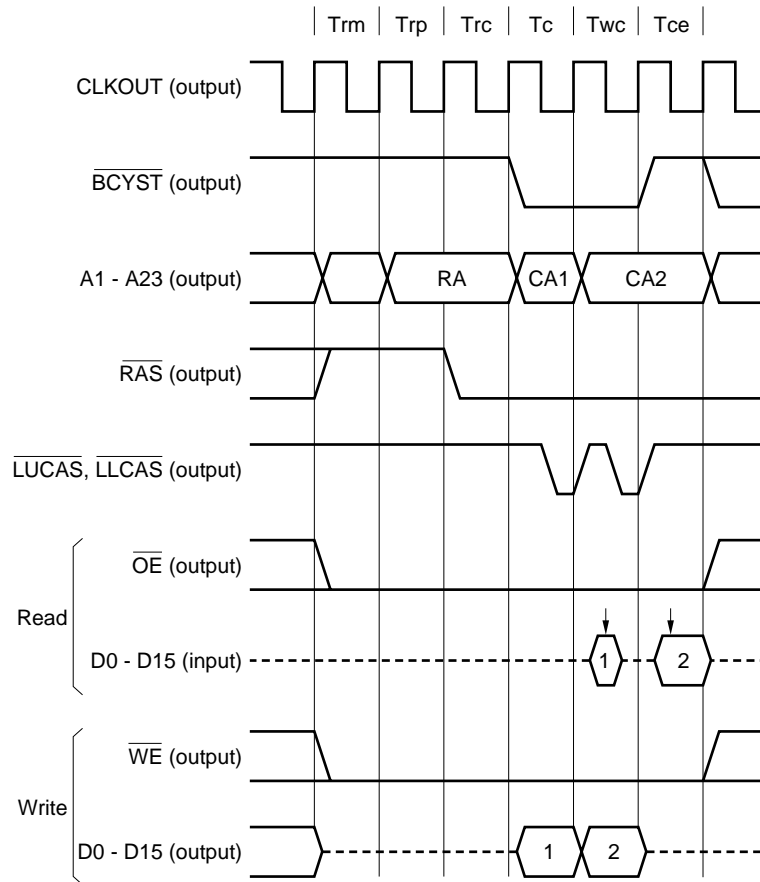 Trm Trp Trc Tc Twc Tce
CLKOUT (output)
BCYST (output)
A1 - A23 (output) RA CA1 CA2
RAS (output)
LUCAS, LLCAS (output)
OE (output)
Read
D0 - D15 (input) 1 2
WE (output)
Write
D0 - D15 (output) 1 2